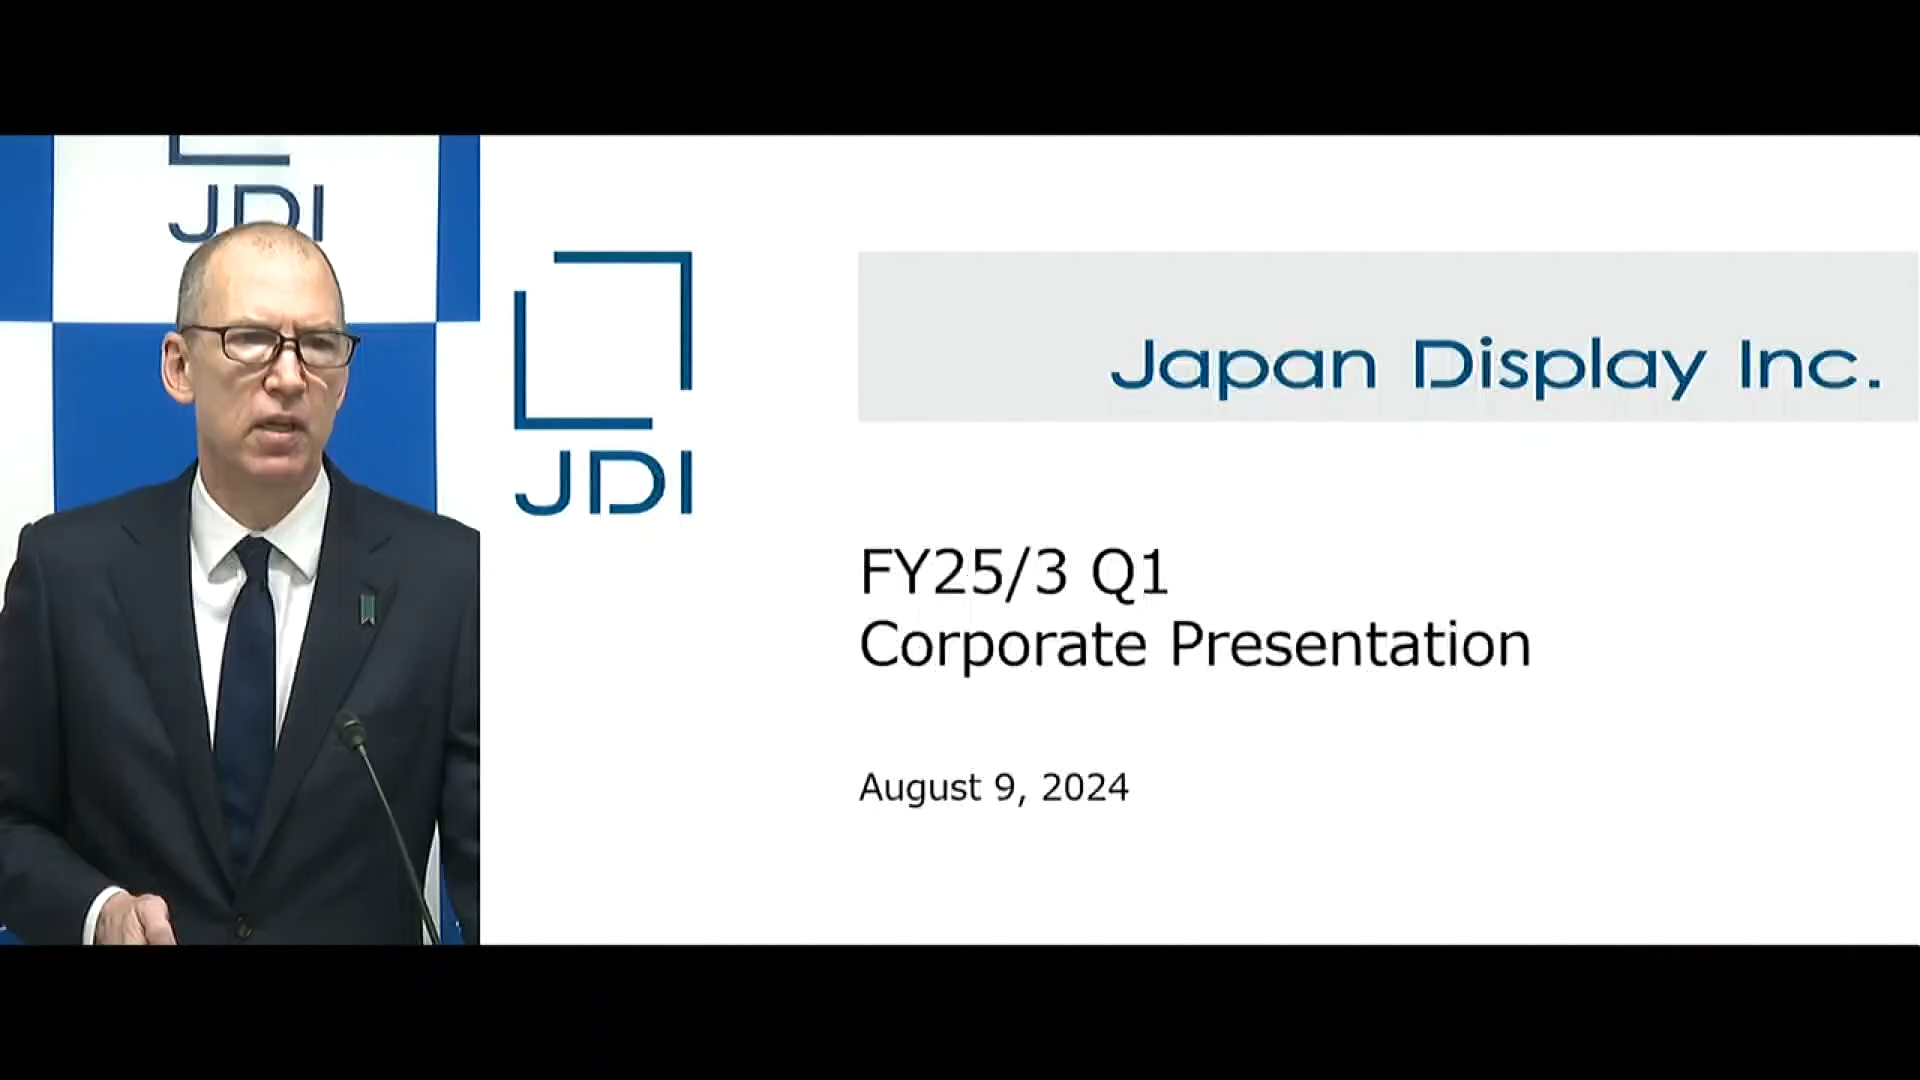 JDI
JDI
Japan Display Inc.
FY25/3 Q1
Corporate Presentation
August 9, 2024